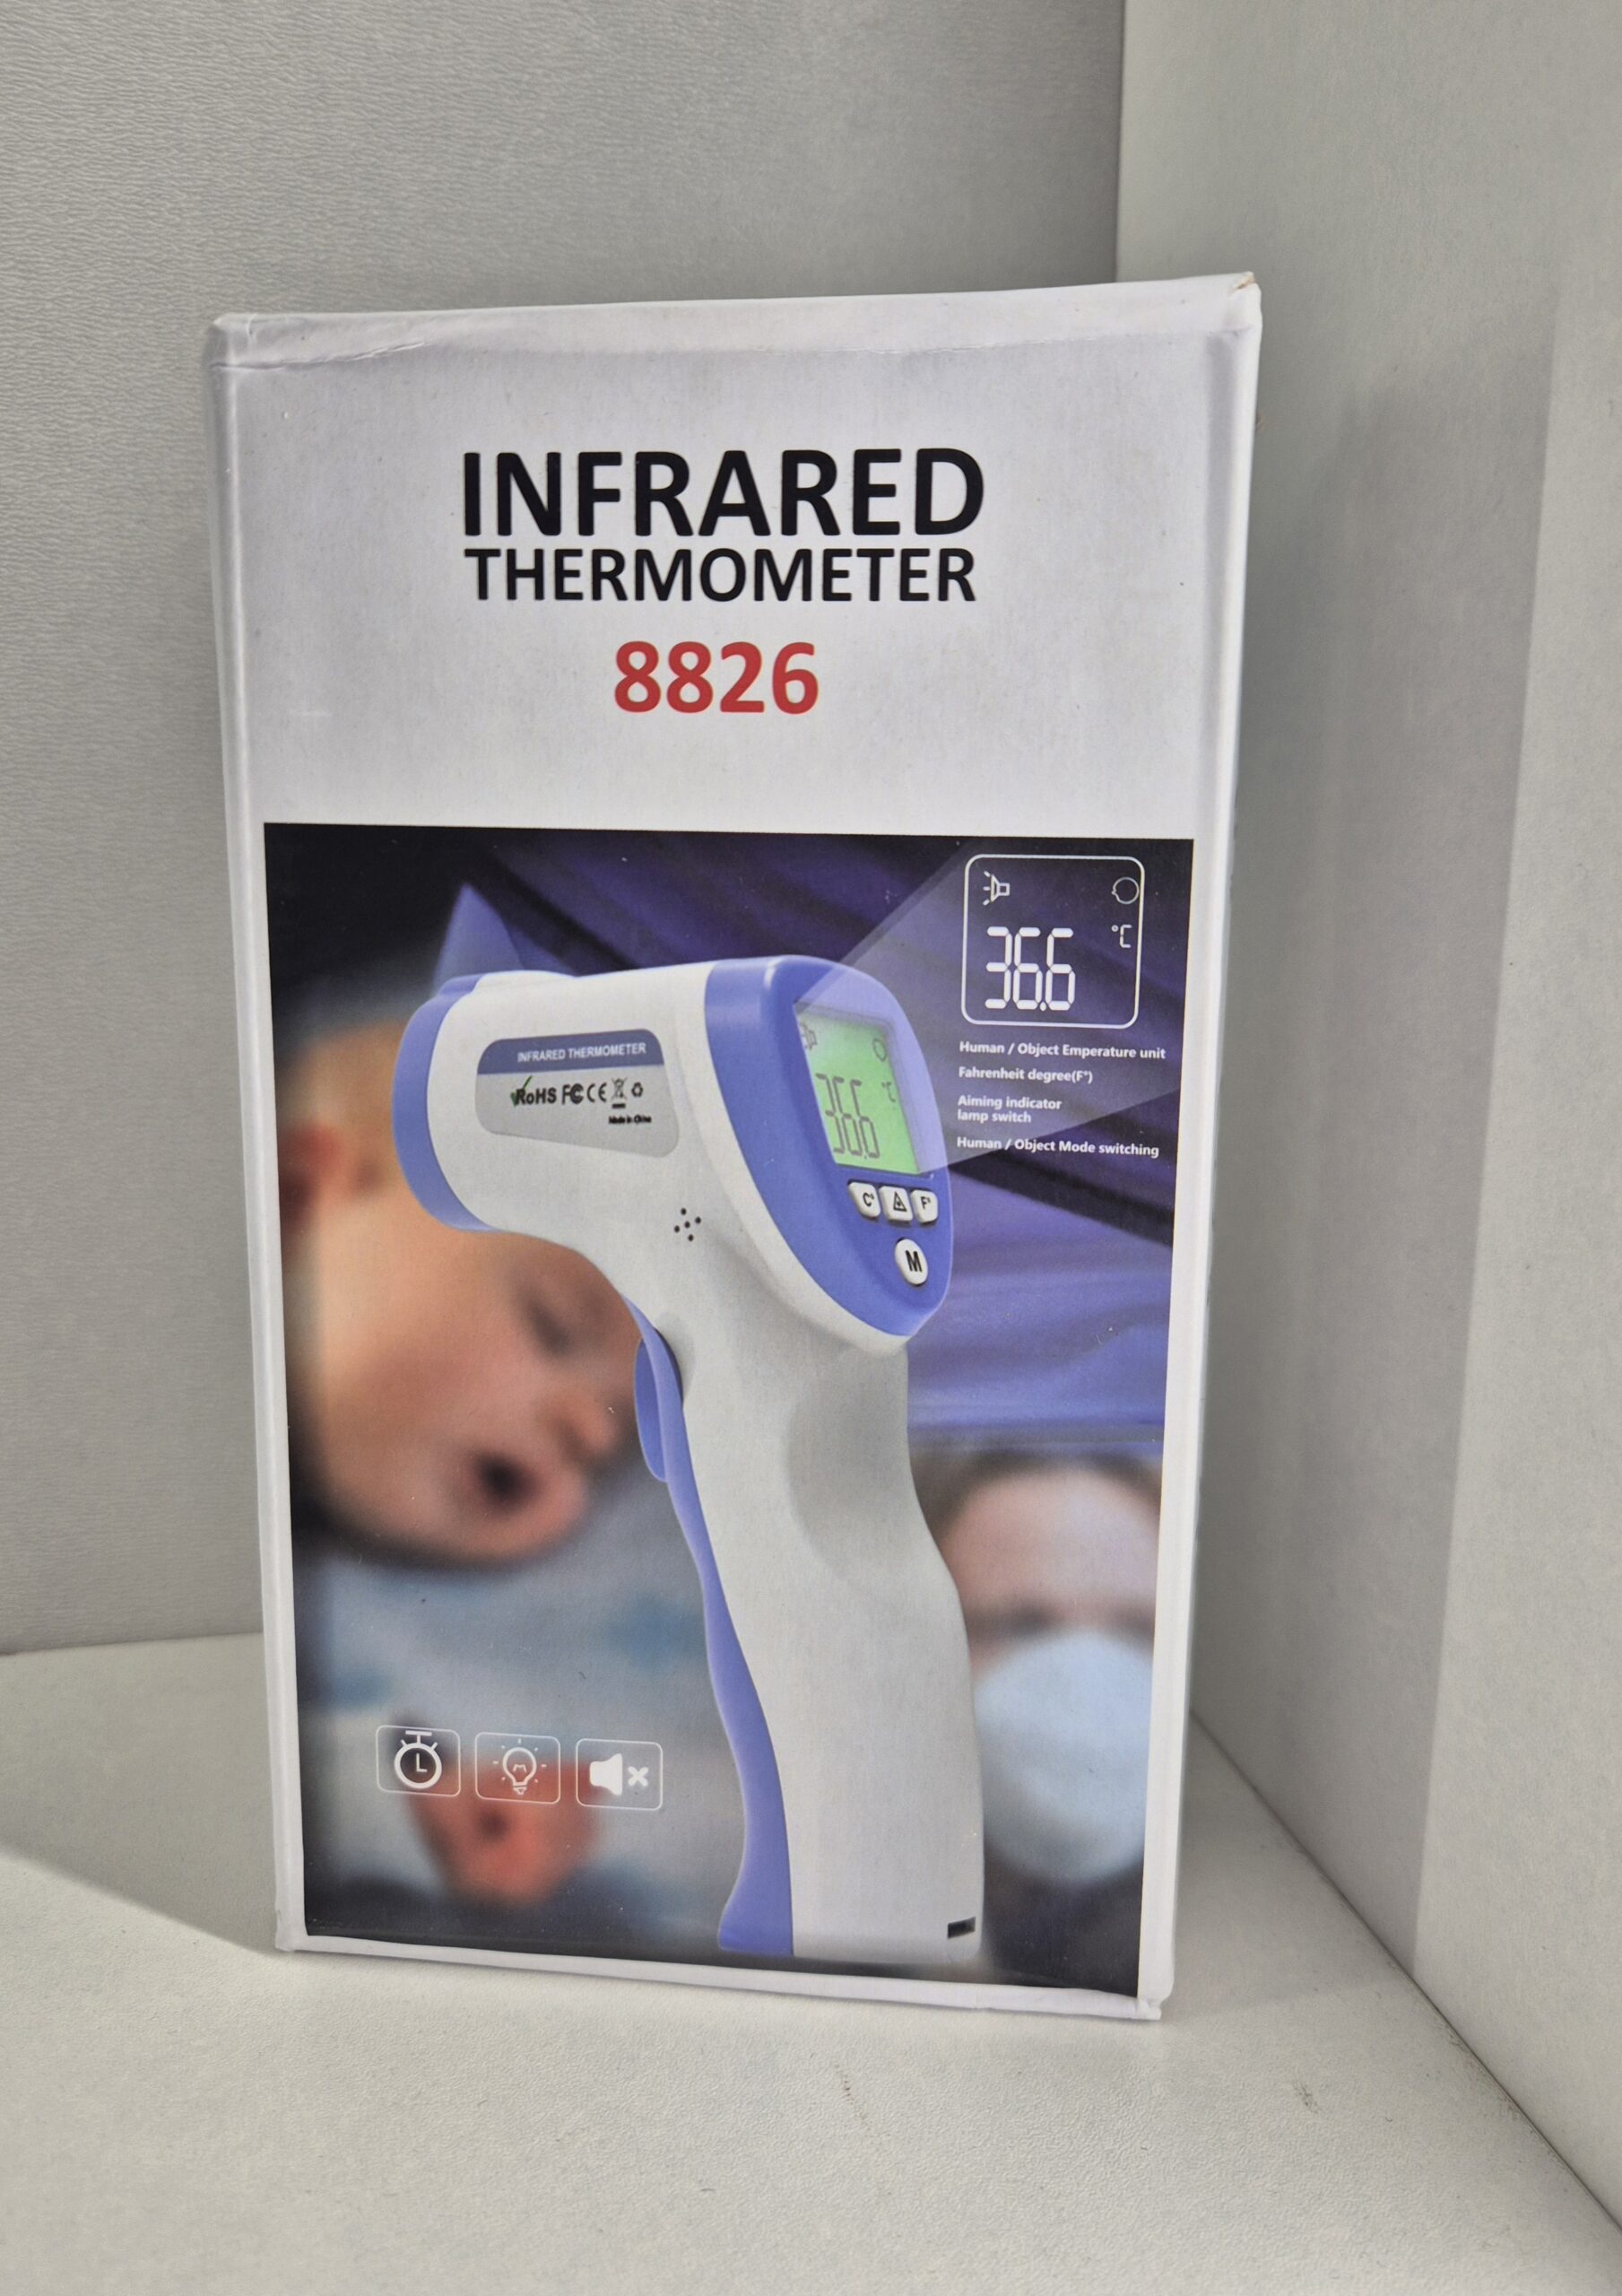 INFRARED
THERMOMETER
8826
36.6
°C
Human / Object Emperature unit
Fahrenheit degree(F°)
Aiming indicator
lamp switch
Human / Object Mode switching
INFRARED THERMOMETER
RoHS FC CE
Made in China
36.6
°C
C° F°
M